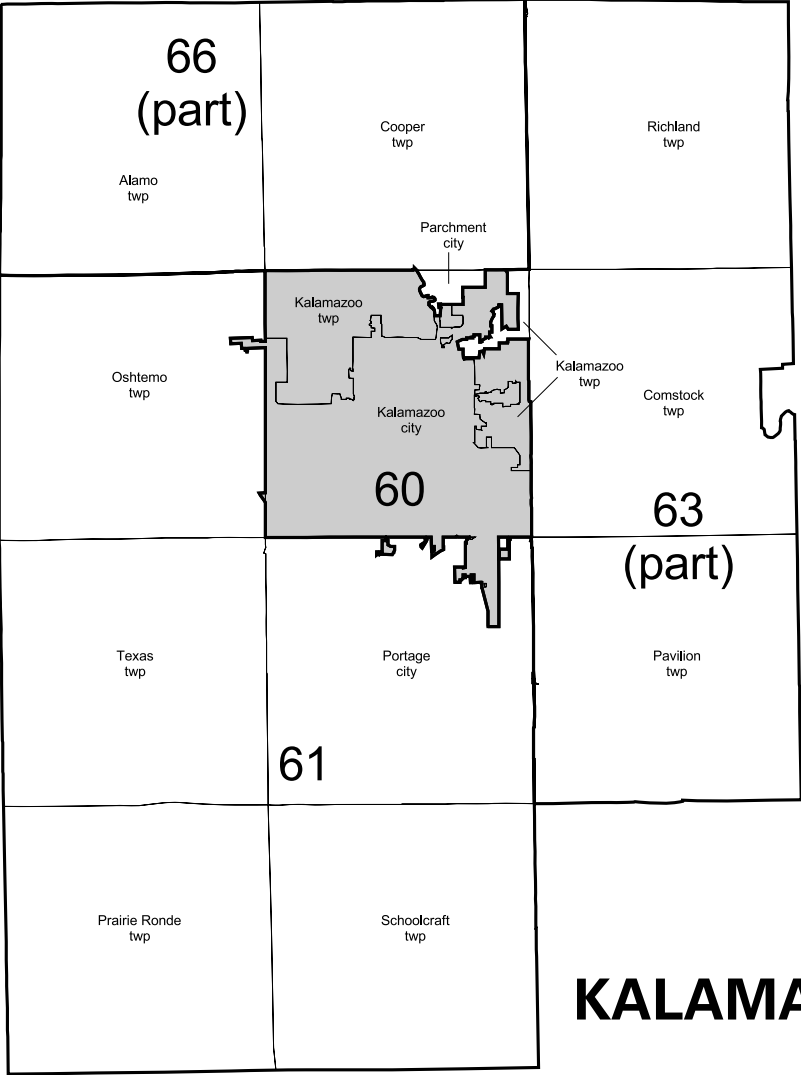 66
(part)
Cooper
twp
Richland
twp
Alamo
twp
Parchment
city
Kalamazoo
twp
Kalamazoo
twp
Oshtemo
twp
Comstock
twp
Kalamazoo
city
60
63
(part)
Texas
twp
Portage
city
Pavilion
twp
61
Prairie Ronde
twp
Schoolcraft
twp
KALAMA